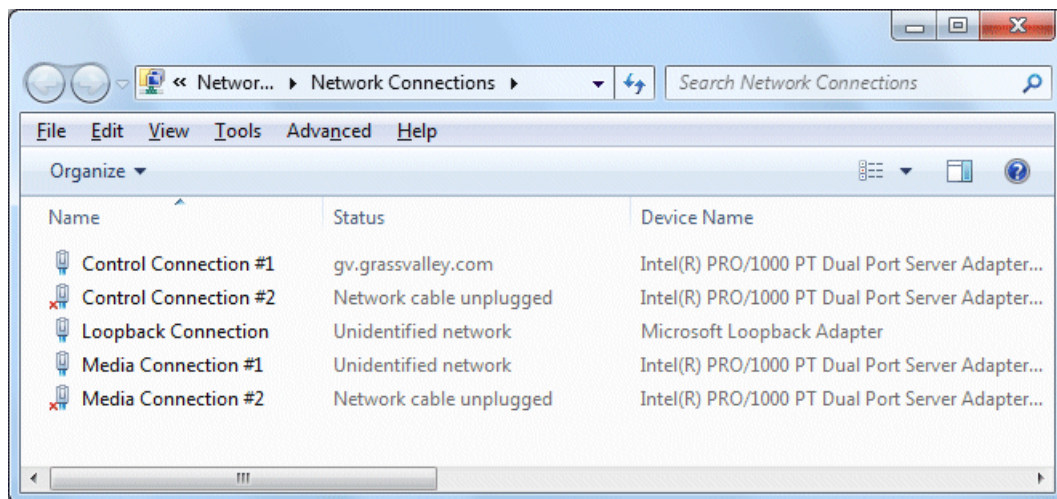 « Networ... Network Connections Search Network Connections
File Edit View Tools Advanced Help
Organize
Name Status Device Name
Control Connection #1 gv.grassvalley.com Intel(R) PRO/1000 PT Dual Port Server Adapter...
Control Connection #2 Network cable unplugged Intel(R) PRO/1000 PT Dual Port Server Adapter...
Loopback Connection Unidentified network Microsoft Loopback Adapter
Media Connection #1 Unidentified network Intel(R) PRO/1000 PT Dual Port Server Adapter...
Media Connection #2 Network cable unplugged Intel(R) PRO/1000 PT Dual Port Server Adapter...